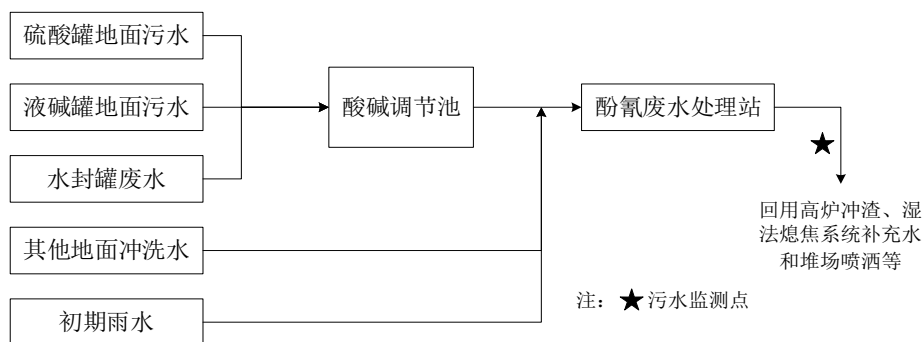 硫酸罐地面污水
液碱罐地面污水
水封罐废水
其他地面冲洗水
初期雨水
酸碱调节池
酚氰废水处理站
回用高炉冲渣、湿
法熄焦系统补充水
和堆场喷洒等
注：★污水监测点